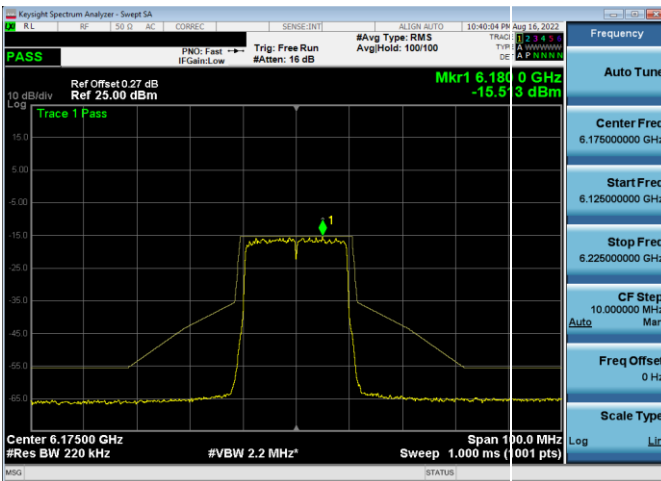 Keysight Spectrum Analyzer - Swept SA
RL RF 50 Ω AC CORREC SENSE:INT ALIGN AUTO 10:40:04 PM Aug 16, 2022
Frequency
#Avg Type: RMS TRAC 1 2 3 4 5 6
PASS PNO: Fast Trig: Free Run Avg|Hold: 100/100 TYP A WWWWW
IFGain:Low #Atten: 16 dB DE A P N N N N
Auto Tune
Mkr1 6.180 0 GHz
Ref Offset 0.27 dB
10 dB/div Ref 25.00 dBm -15.513 dBm
Log
Trace 1 Pass
Center Freq
6.175000000 GHz
15.0
5.00
Start Freq
6.125000000 GHz
-5.00
1
-15.0
Stop Freq
6.225000000 GHz
-25.0
-35.0
CF Step
10.000000 MHz
Auto Man
-45.0
-55.0
Freq Offset
0 Hz
-65.0
Scale Type
Log Lin
Center 6.17500 GHz Span 100.0 MHz
#Res BW 220 kHz #VBW 2.2 MHz* Sweep 1.000 ms (1001 pts)
MSG STATUS